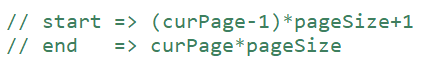 // start => (curPage-1)*pageSize+1
// end   => curPage*pageSize